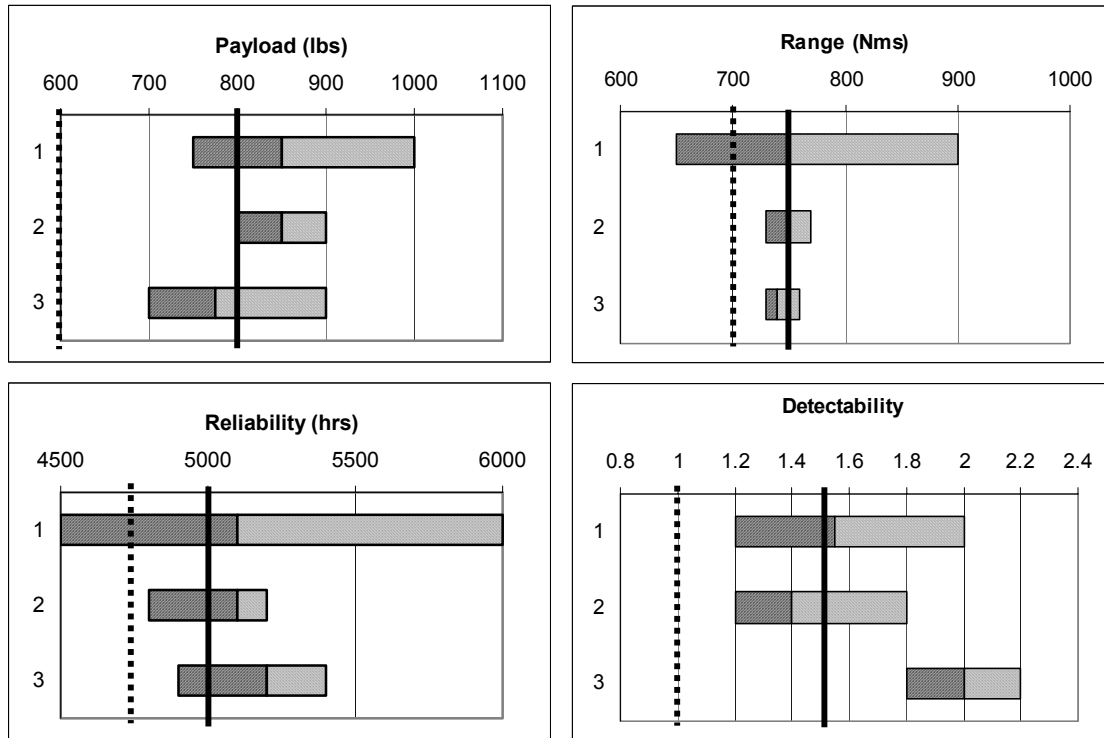 Payload (lbs)
600 700 800 900 1000 1100
1
2
3
Range (Nms)
600 700 800 900 1000
1
2
3
Reliability (hrs)
4500 5000 5500 6000
1
2
3
Detectability
0.8 1 1.2 1.4 1.6 1.8 2 2.2 2.4
1
2
3